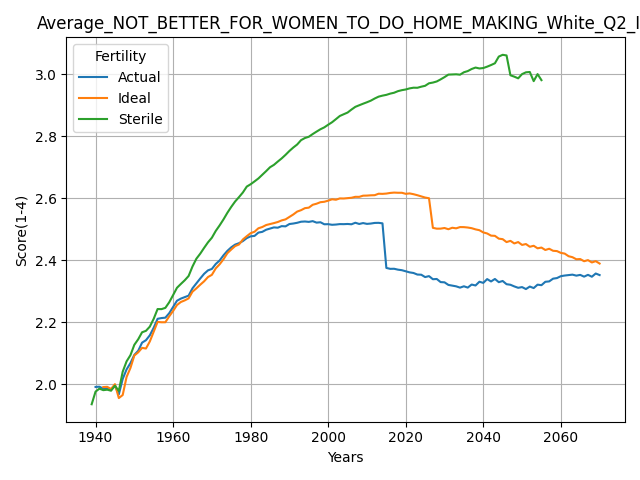 Average_NOT_BETTER_FOR_WOMEN_TO_DO_HOME_MAKING_White_Q2_I
Fertility
Actual
Ideal
Sterile
Score(1-4)
3.0
2.8
2.6
2.4
2.2
2.0
1940 1960 1980 2000 2020 2040 2060
Years